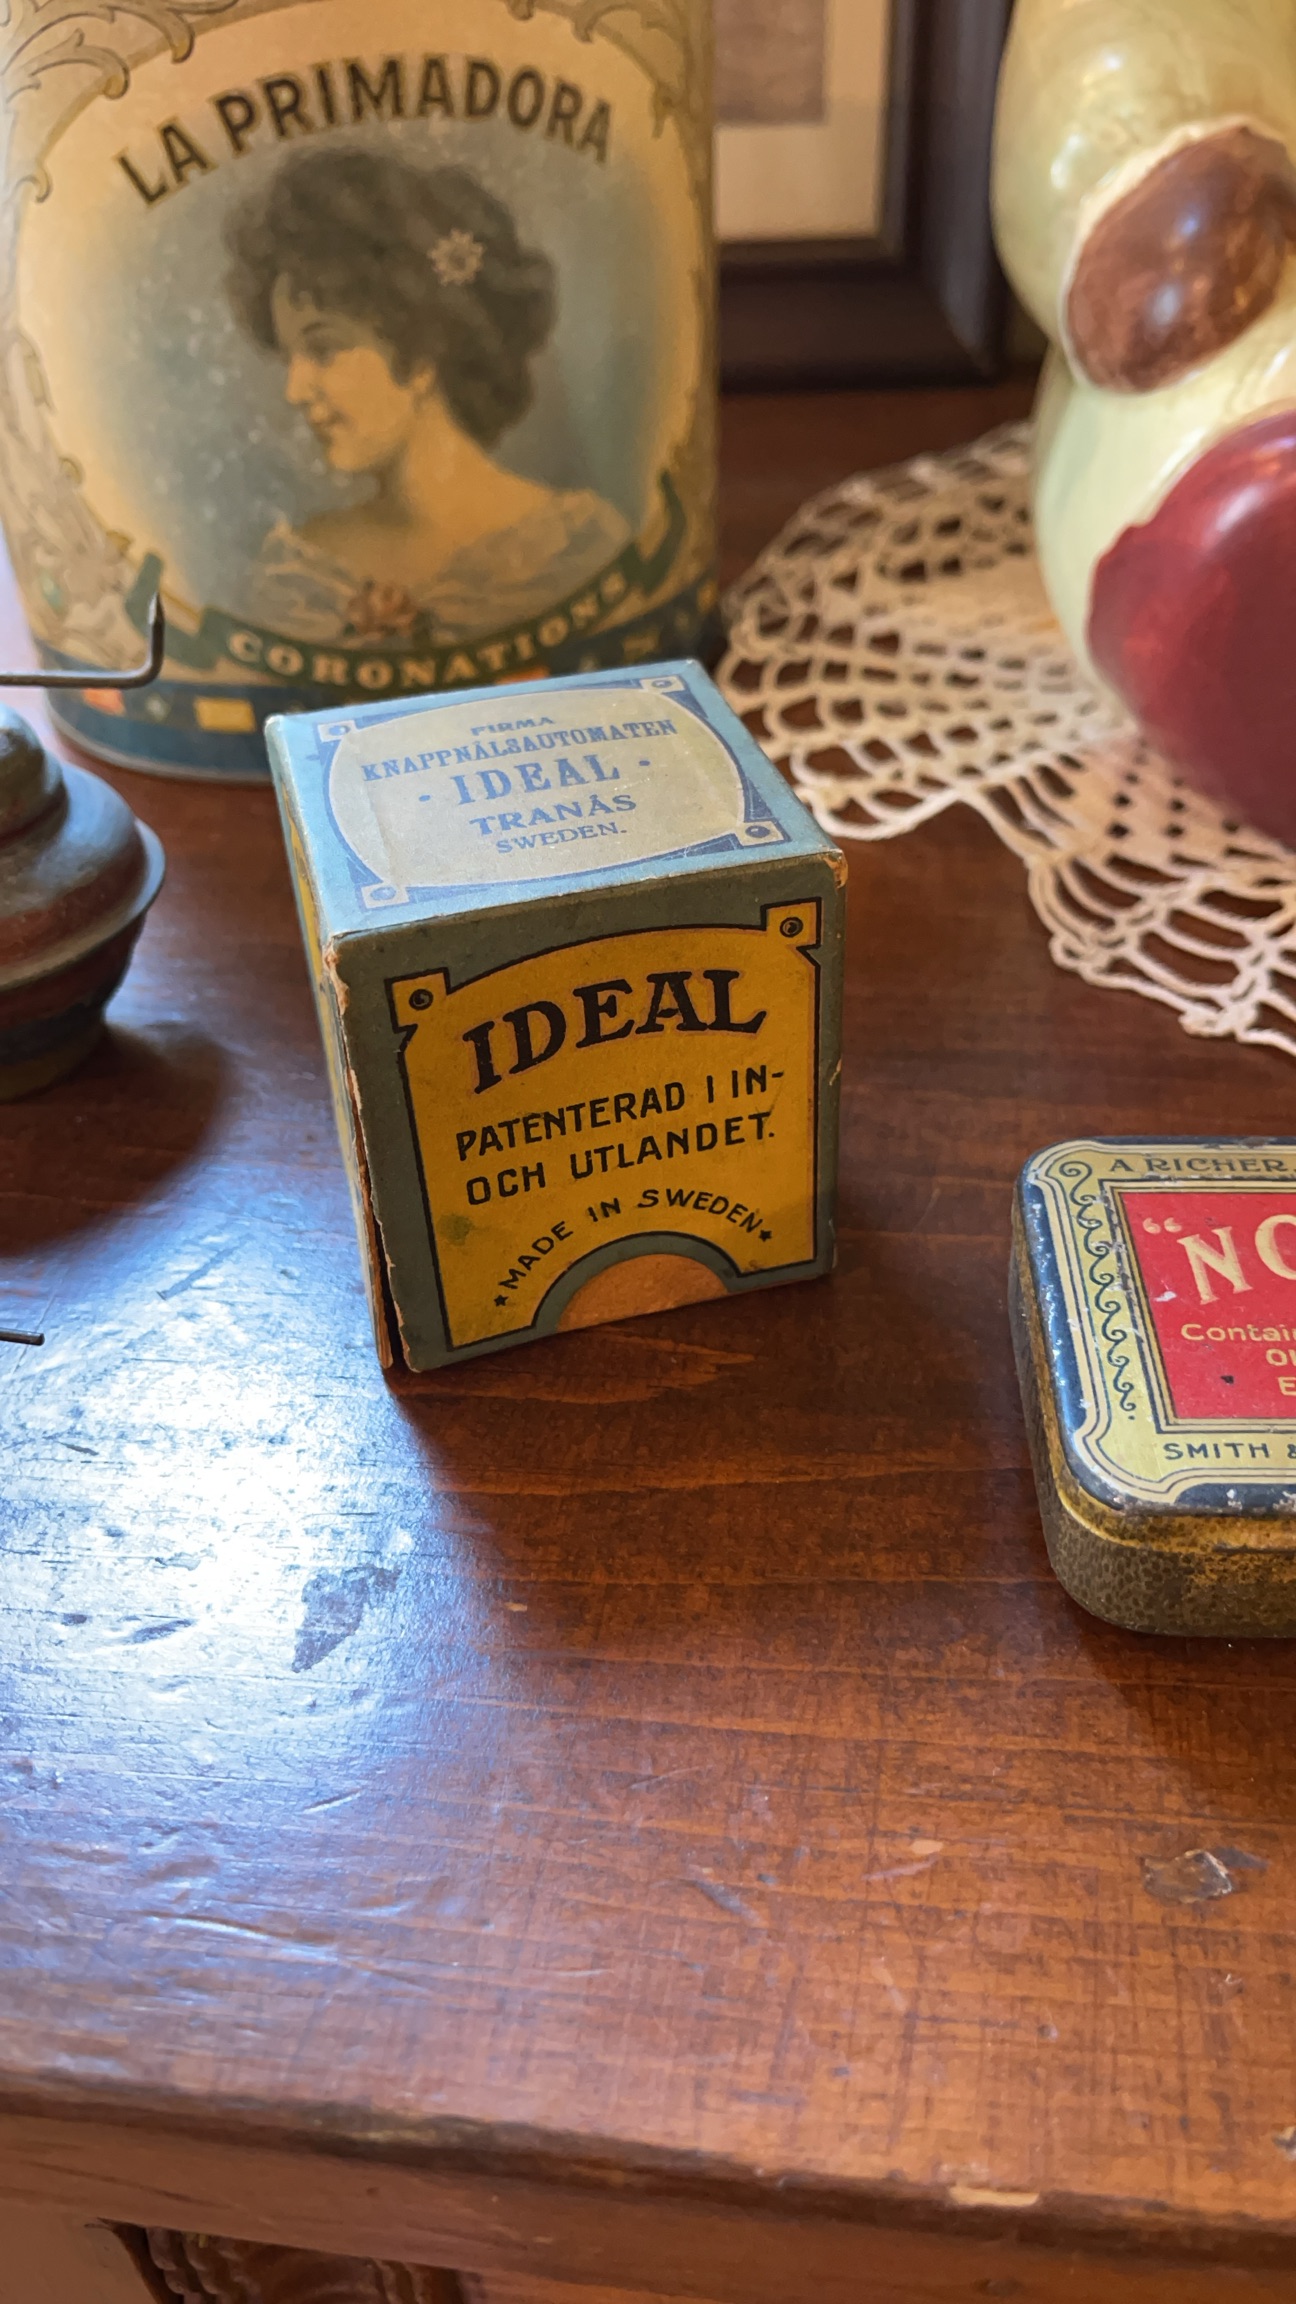 LA PRIMADORA
CORONATIONS
FIRMA
KNAPPNÅLSAUTOMATEN
· IDEAL ·
TRANÅS
SWEDEN.
IDEAL
PATENTERAD I IN-
OCH UTLANDET.
★ MADE IN SWEDEN ★
A RICHER
"NO
Contai
SMITH &